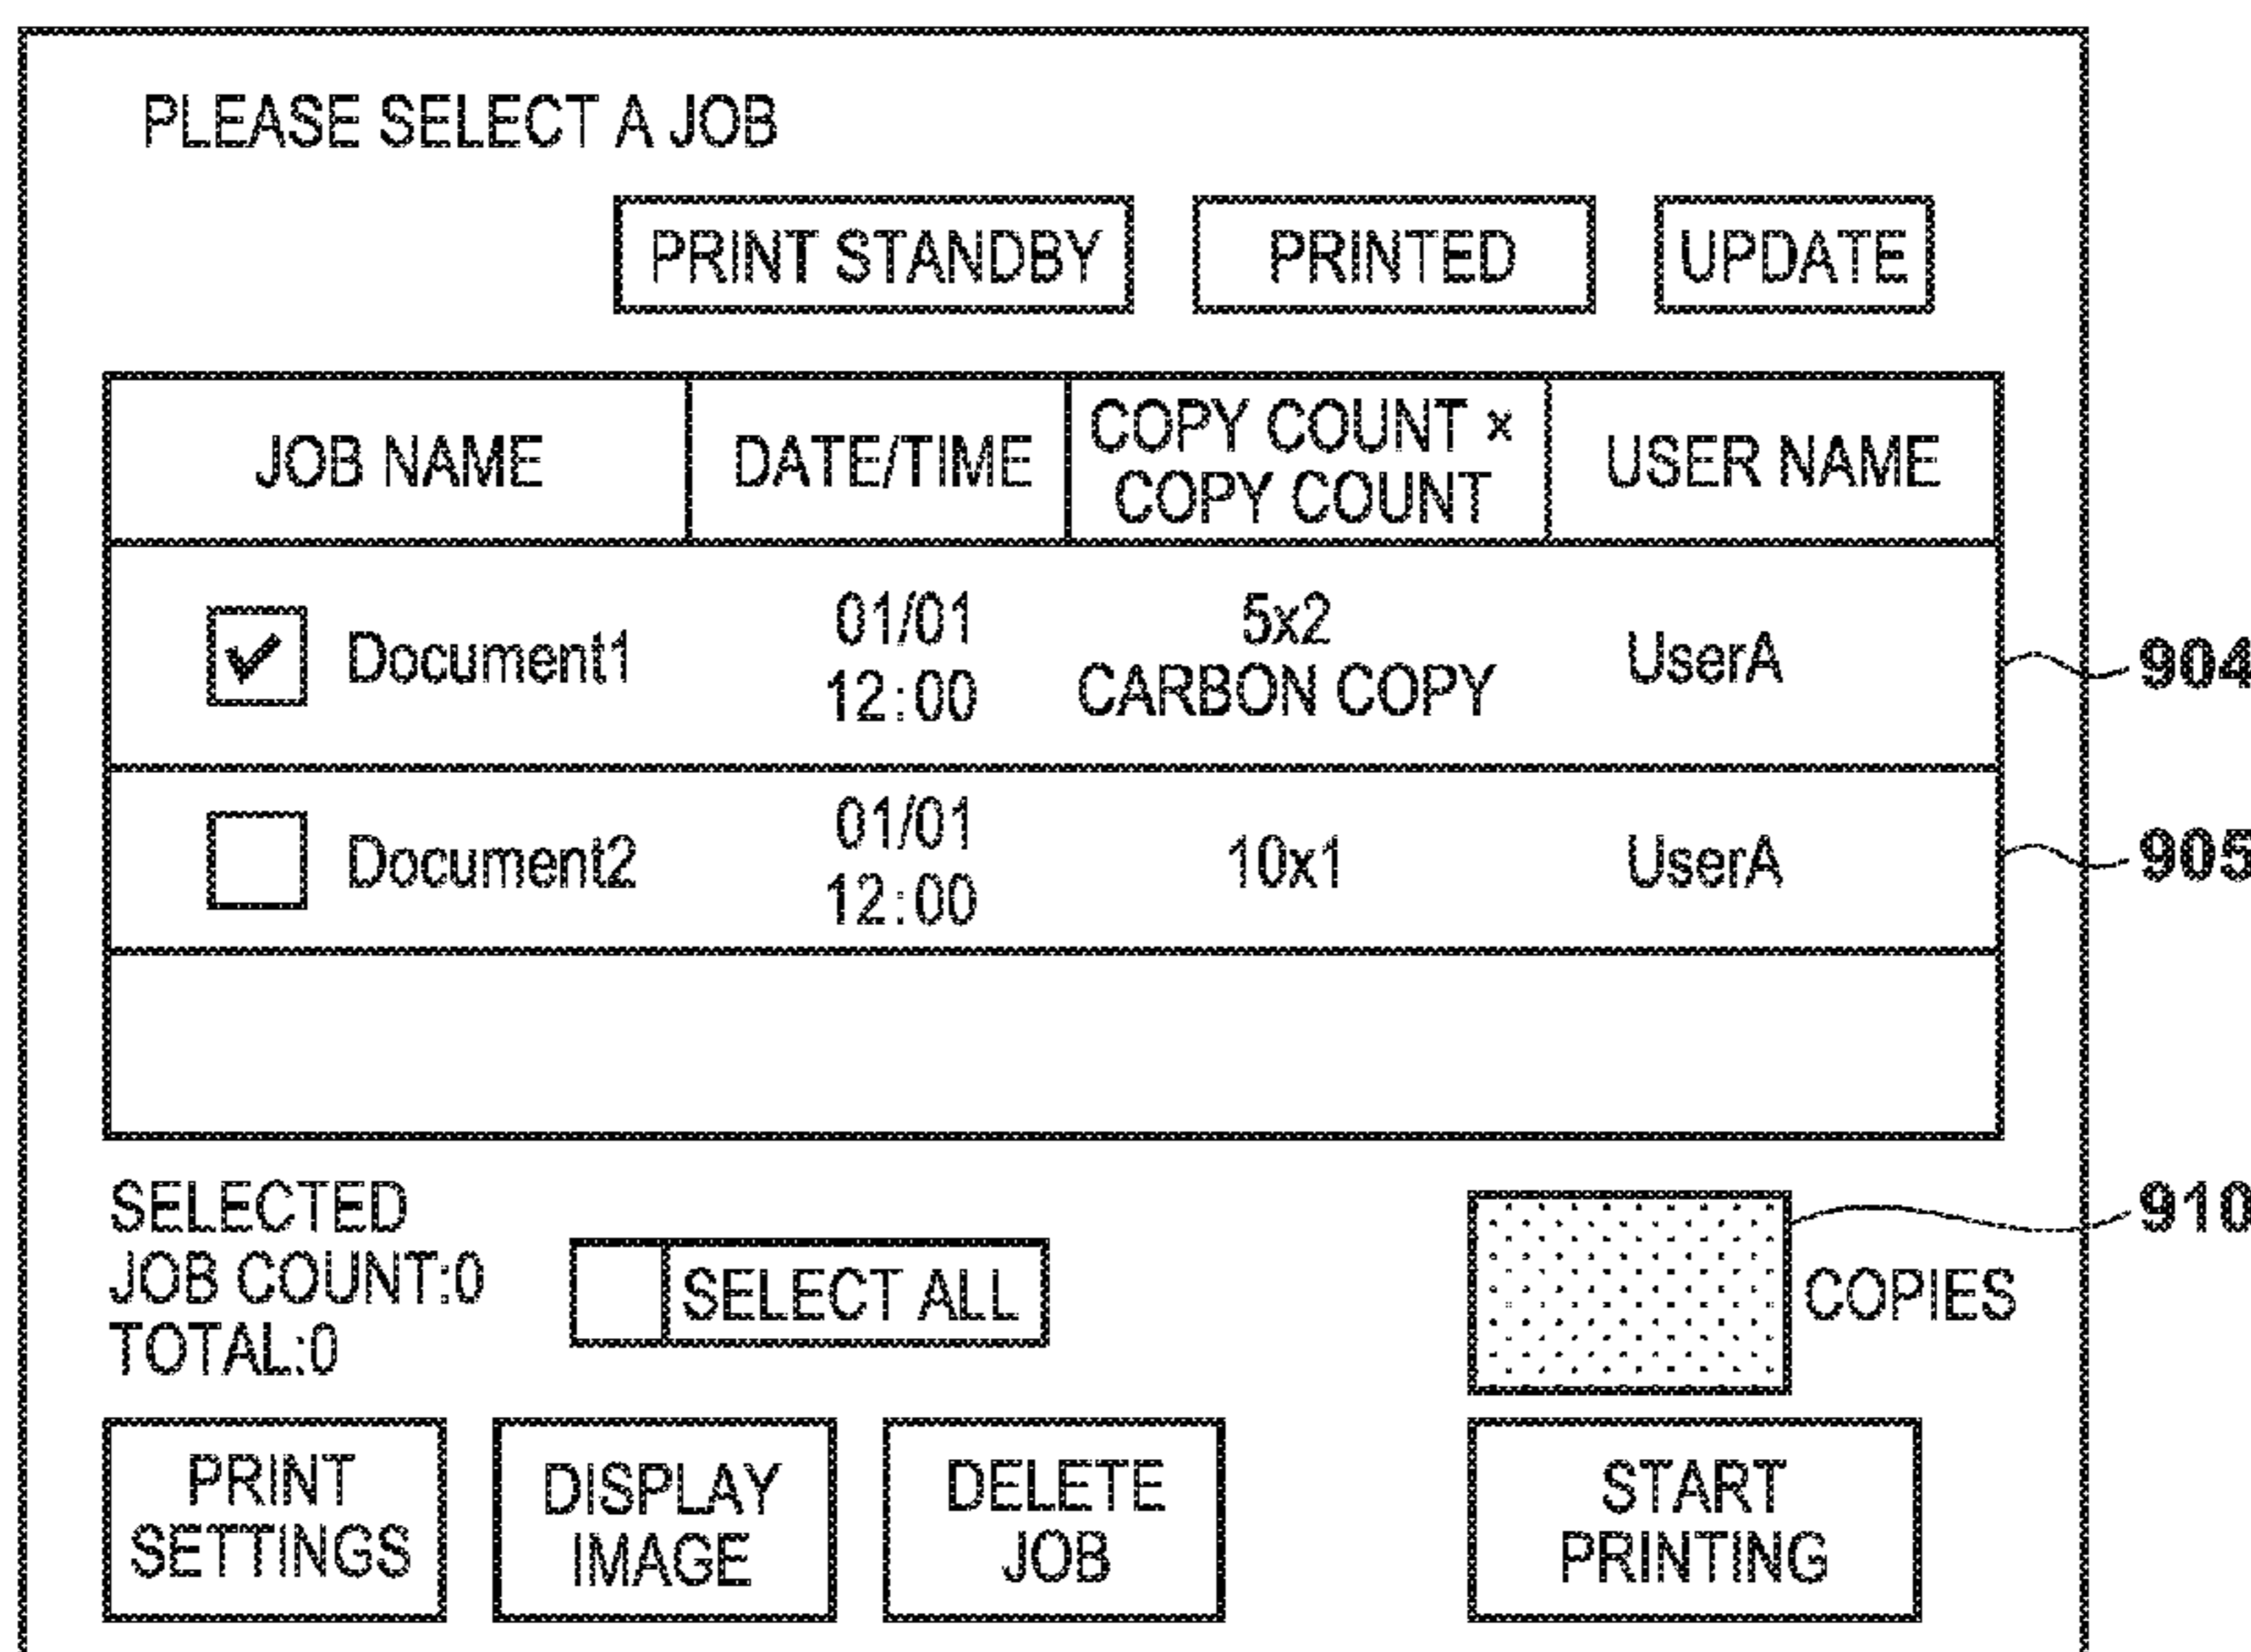 PLEASE SELECT A JOB
PRINT STANDBY PRINTED UPDATE
JOB NAME DATE/TIME COPY COUNT × COPY COUNT USER NAME
Document1 01/01 12:00 5x2 CARBON COPY UserA 904
Document2 01/01 12:00 10x1 UserA 905
SELECTED
JOB COUNT:0
TOTAL:0
SELECT ALL
COPIES
910
PRINT SETTINGS
DISPLAY IMAGE
DELETE JOB
START PRINTING